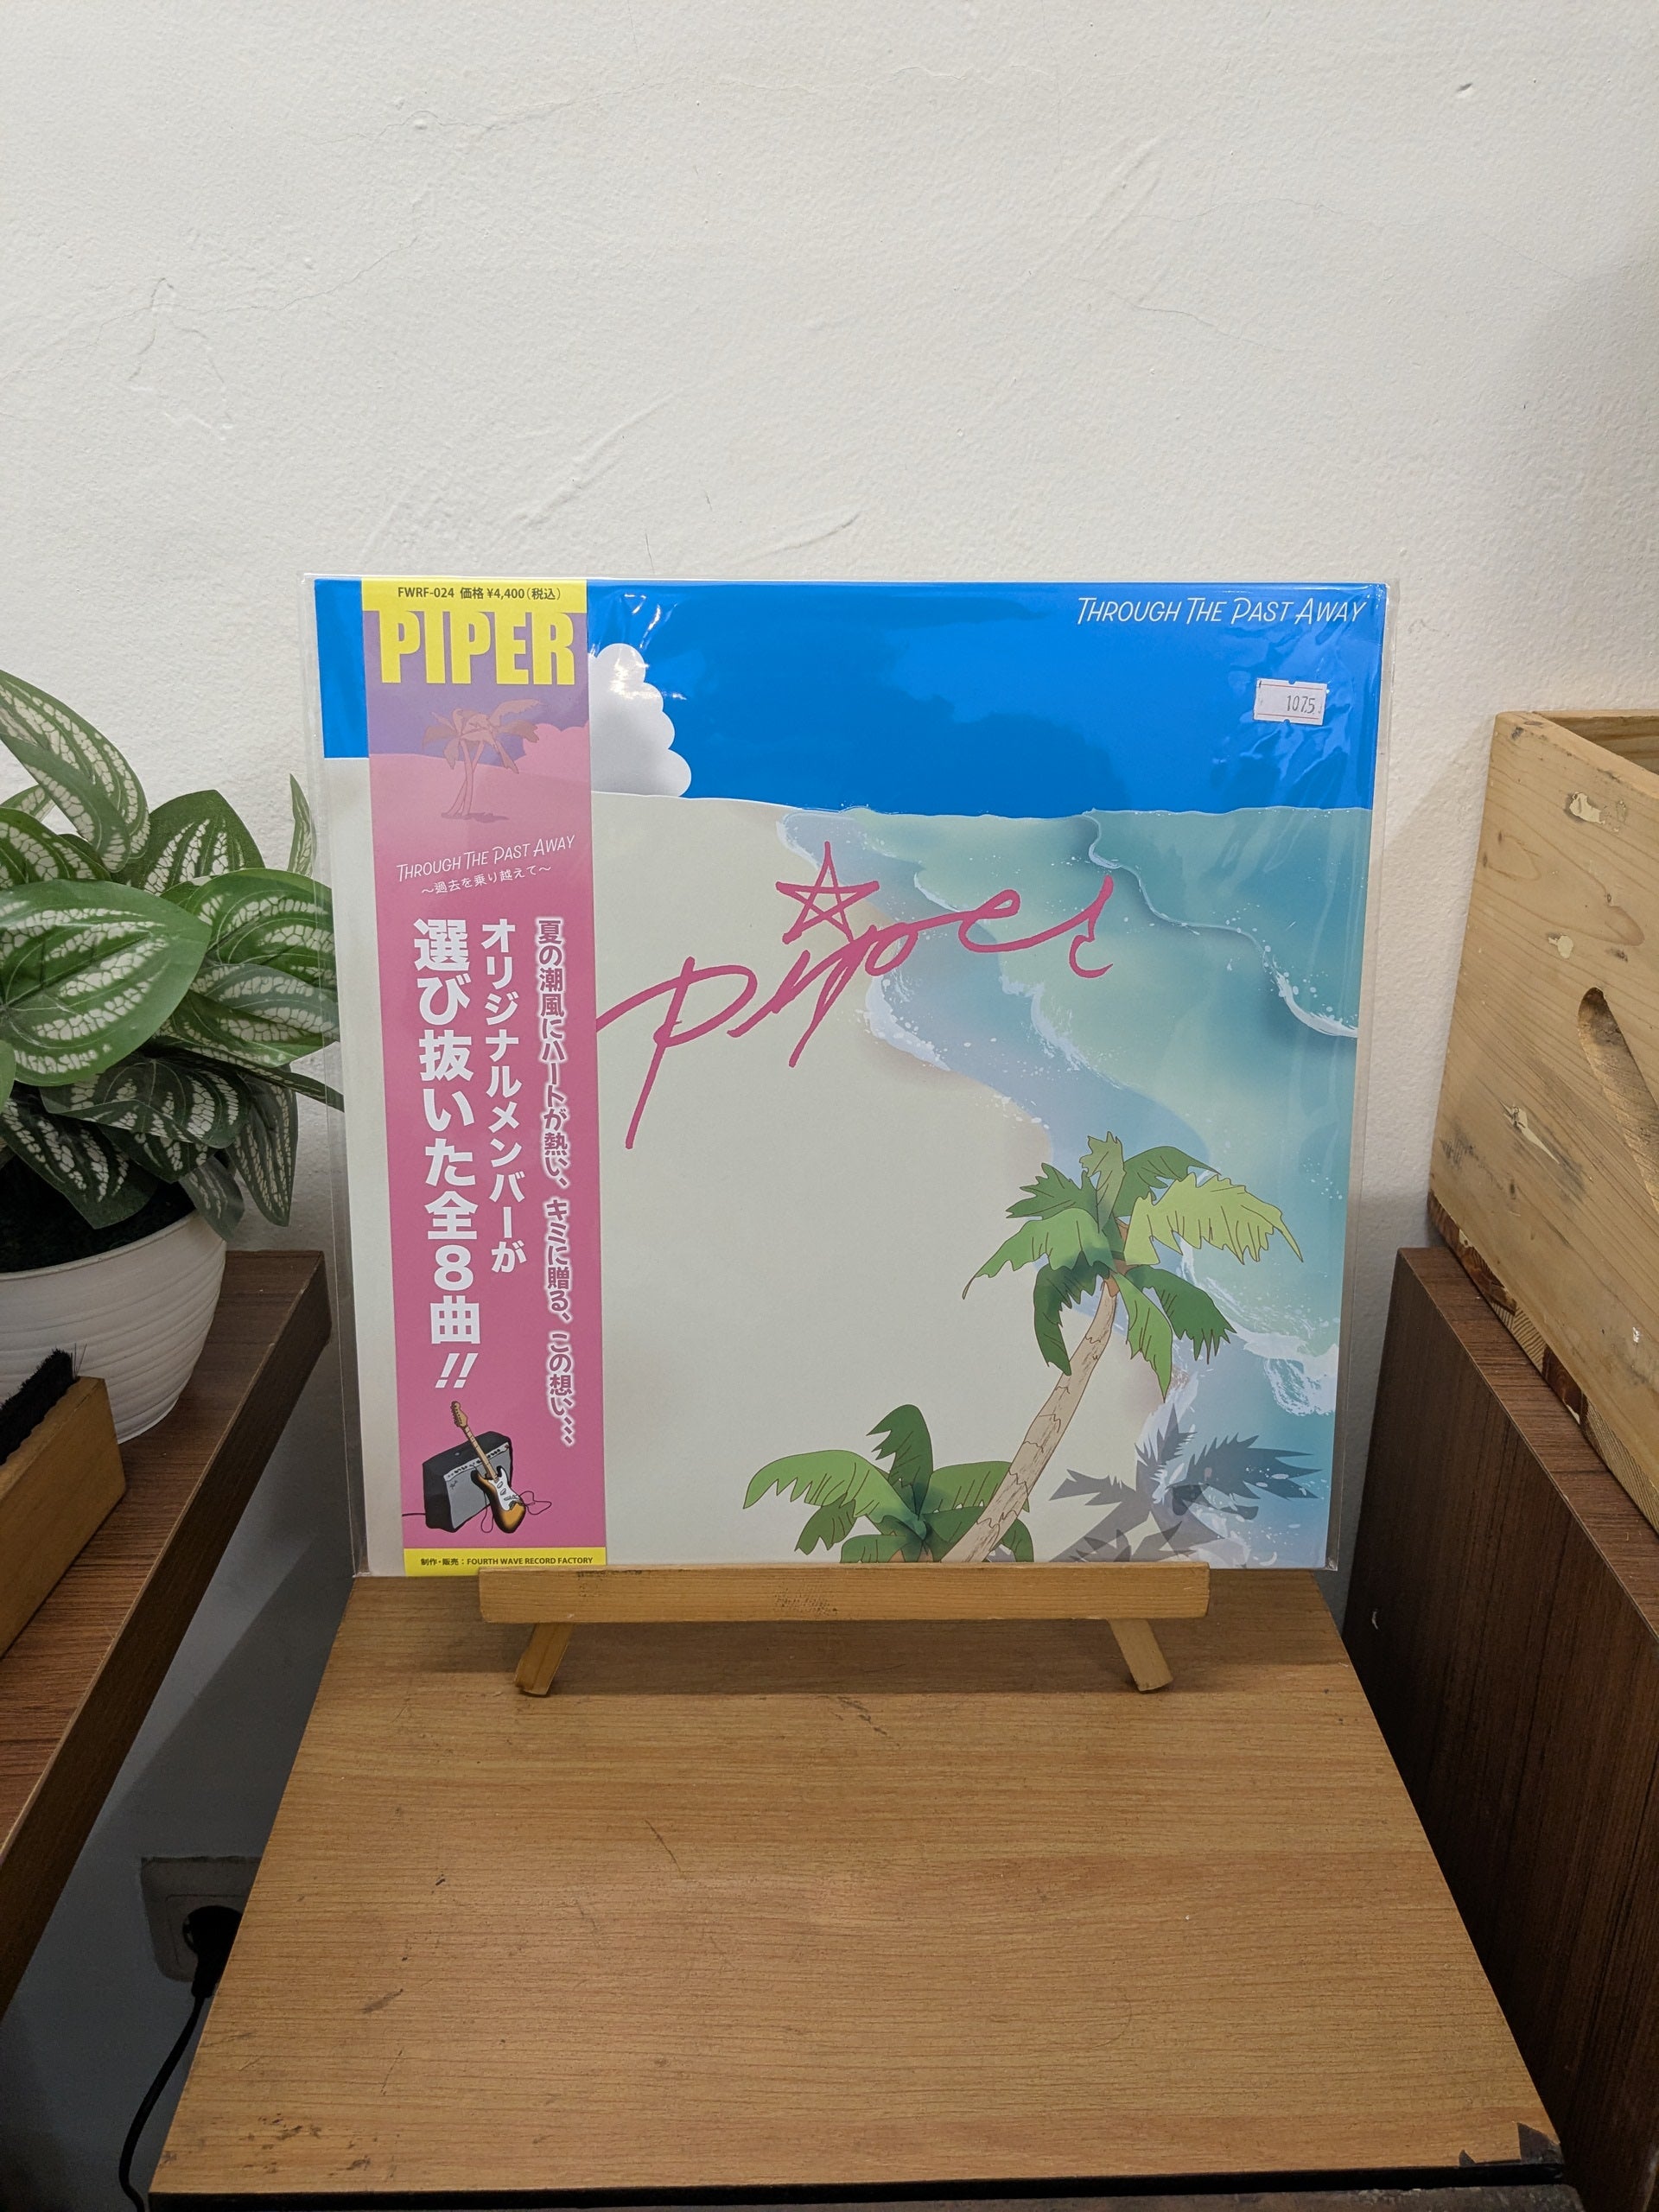 FWRF-024 価格 ¥4,400(税込)
PIPER
THROUGH THE PAST AWAY
～過去を乗り越えて～
夏の潮風にハートが熱い、キミに贈る、この想い、、、
オリジナルメンバーが
選び抜いた全8曲!!
制作・販売：FOURTH WAVE RECORD FACTORY
THROUGH THE PAST AWAY
1075
Piper